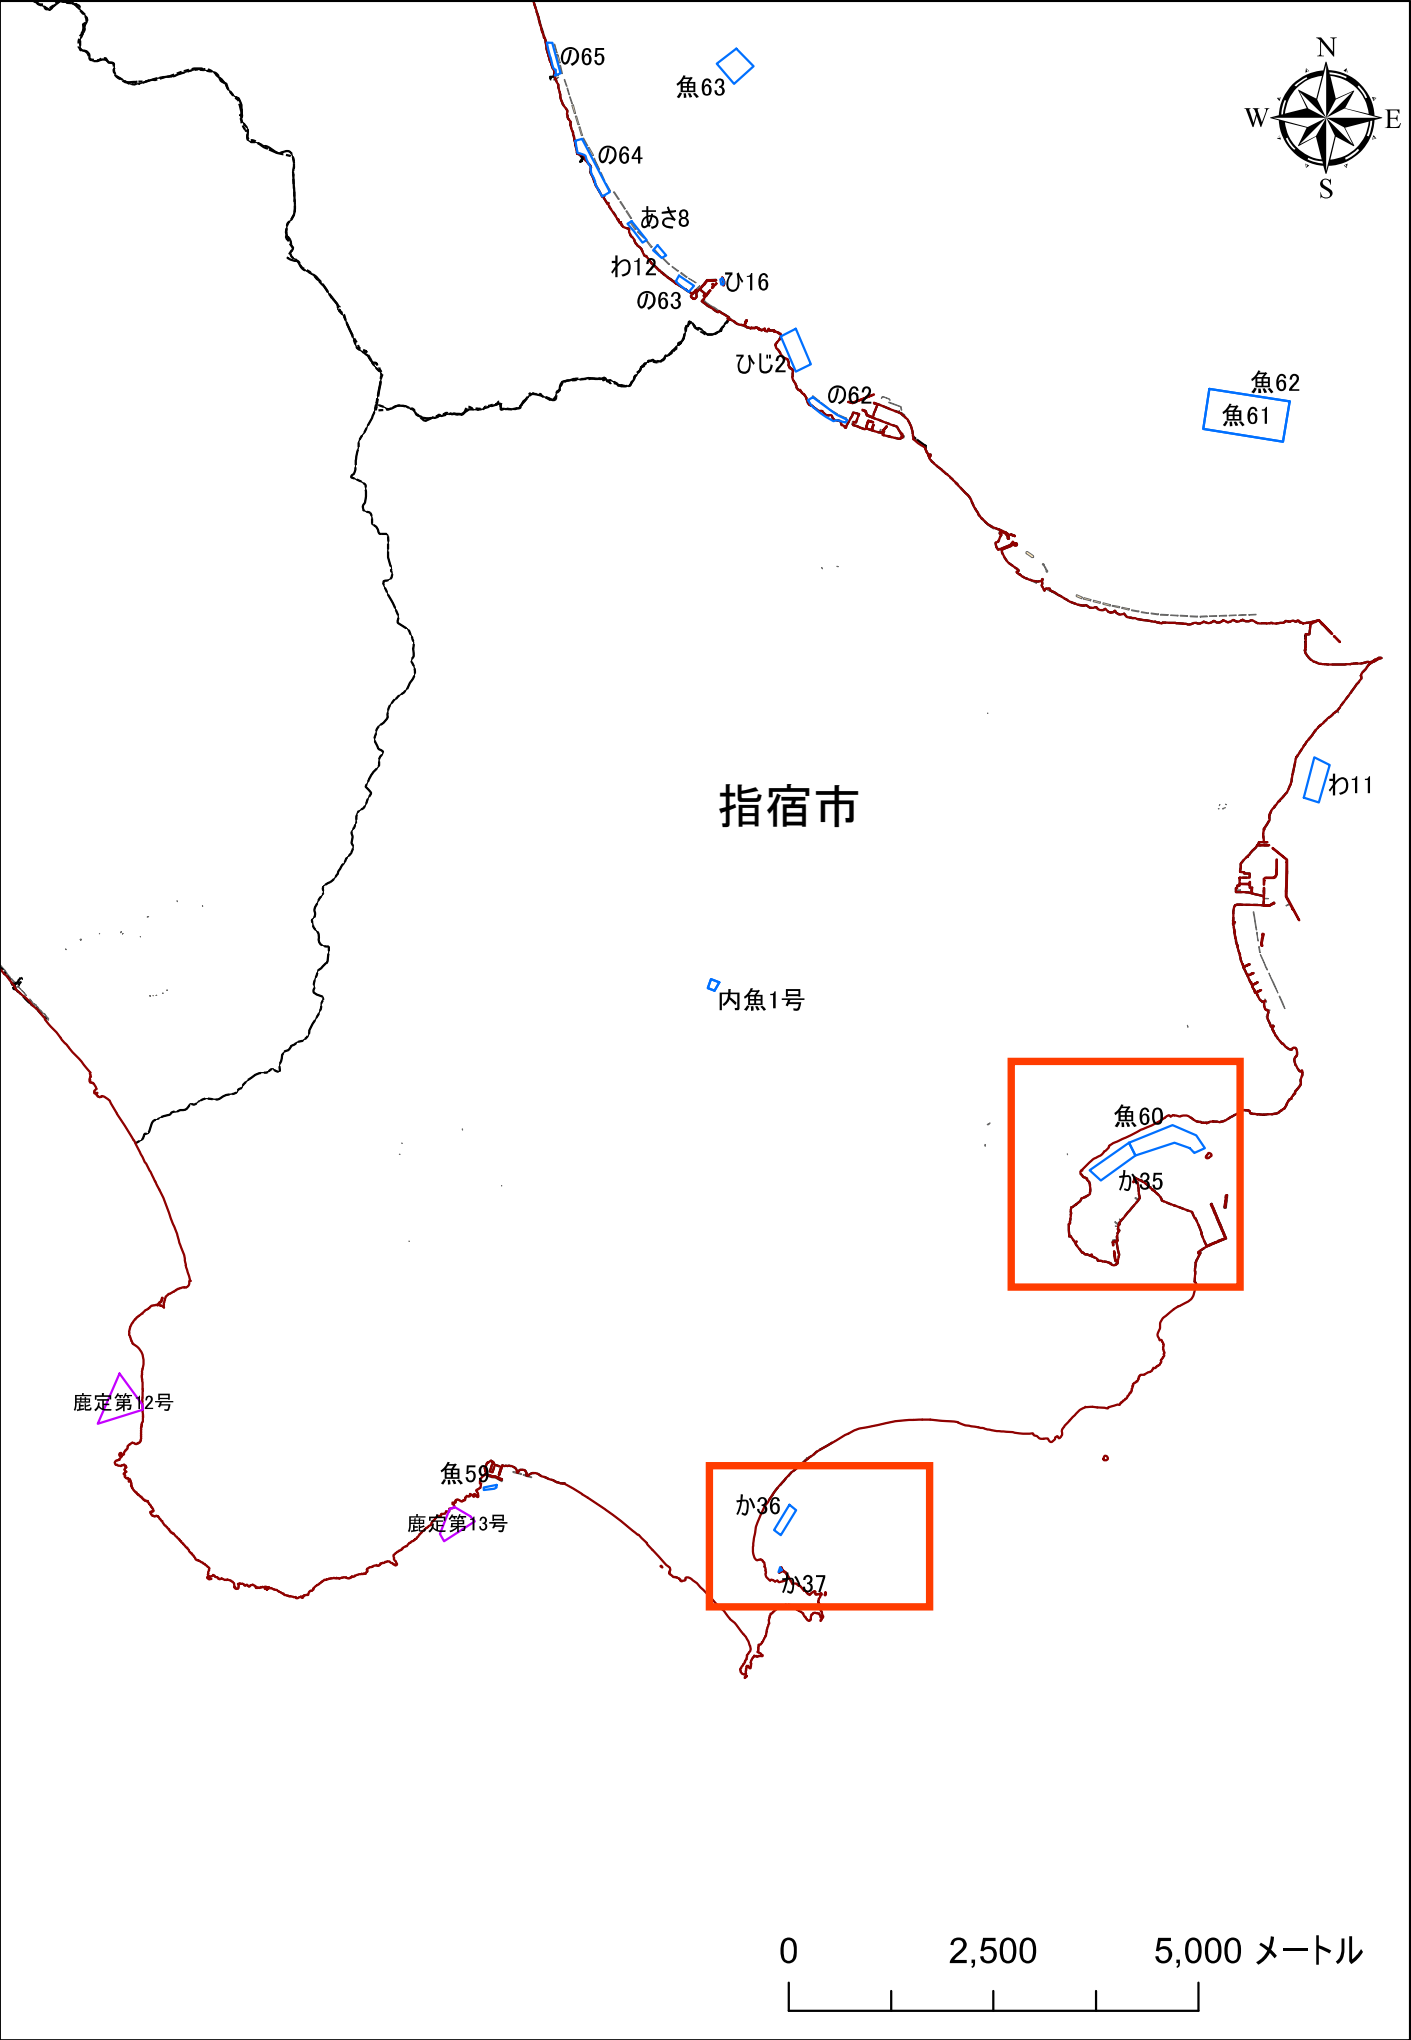 N
の65
魚63
W
E
の64
S
あさ8
わ12
ひ16
の63
ひじ2
魚62
の62
魚61
わ11
指宿市
内魚1号
魚60
か35
鹿定第12号
魚59
か36
鹿定第13号
か37
0 2,500 5,000 メートル